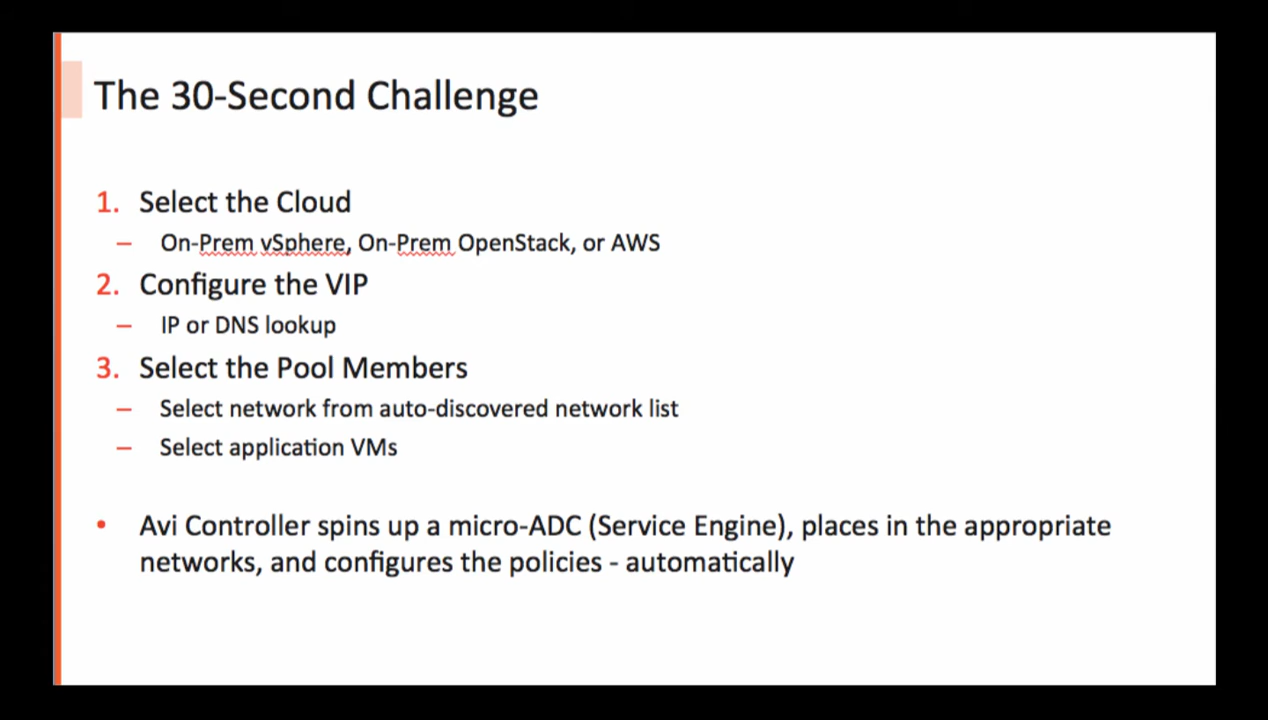 The 30-Second Challenge
1. Select the Cloud
– On-Prem vSphere, On-Prem OpenStack, or AWS
2. Configure the VIP
– IP or DNS lookup
3. Select the Pool Members
– Select network from auto-discovered network list
– Select application VMs
• Avi Controller spins up a micro-ADC (Service Engine), places in the appropriate
networks, and configures the policies - automatically